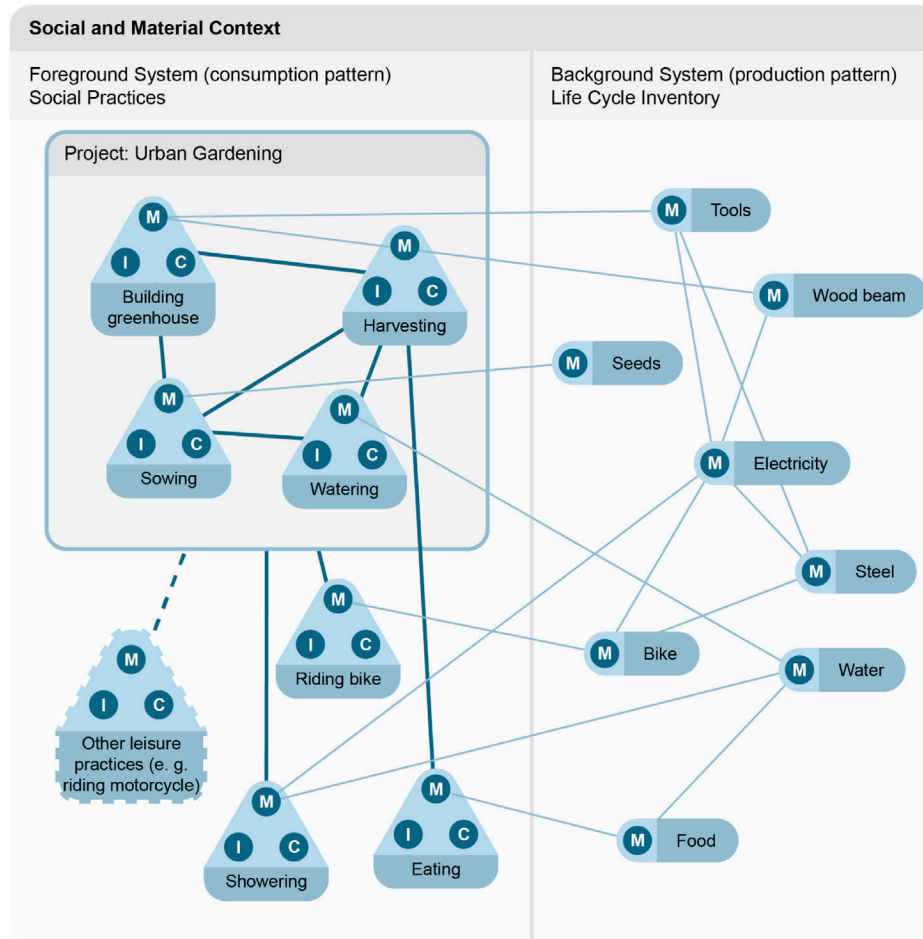 Social and Material Context
Foreground System (consumption pattern)
Social Practices
Background System (production pattern)
Life Cycle Inventory
Project: Urban Gardening
M
I
C
Building
greenhouse
M
I
C
Harvesting
M
I
C
Sowing
M
I
C
Watering
M
I
C
Riding bike
M
I
C
Other leisure
practices (e. g.
riding motorcycle)
M
I
C
Showering
M
I
C
Eating
M
Tools
M
Wood beam
M
Seeds
M
Electricity
M
Steel
M
Bike
M
Water
M
Food